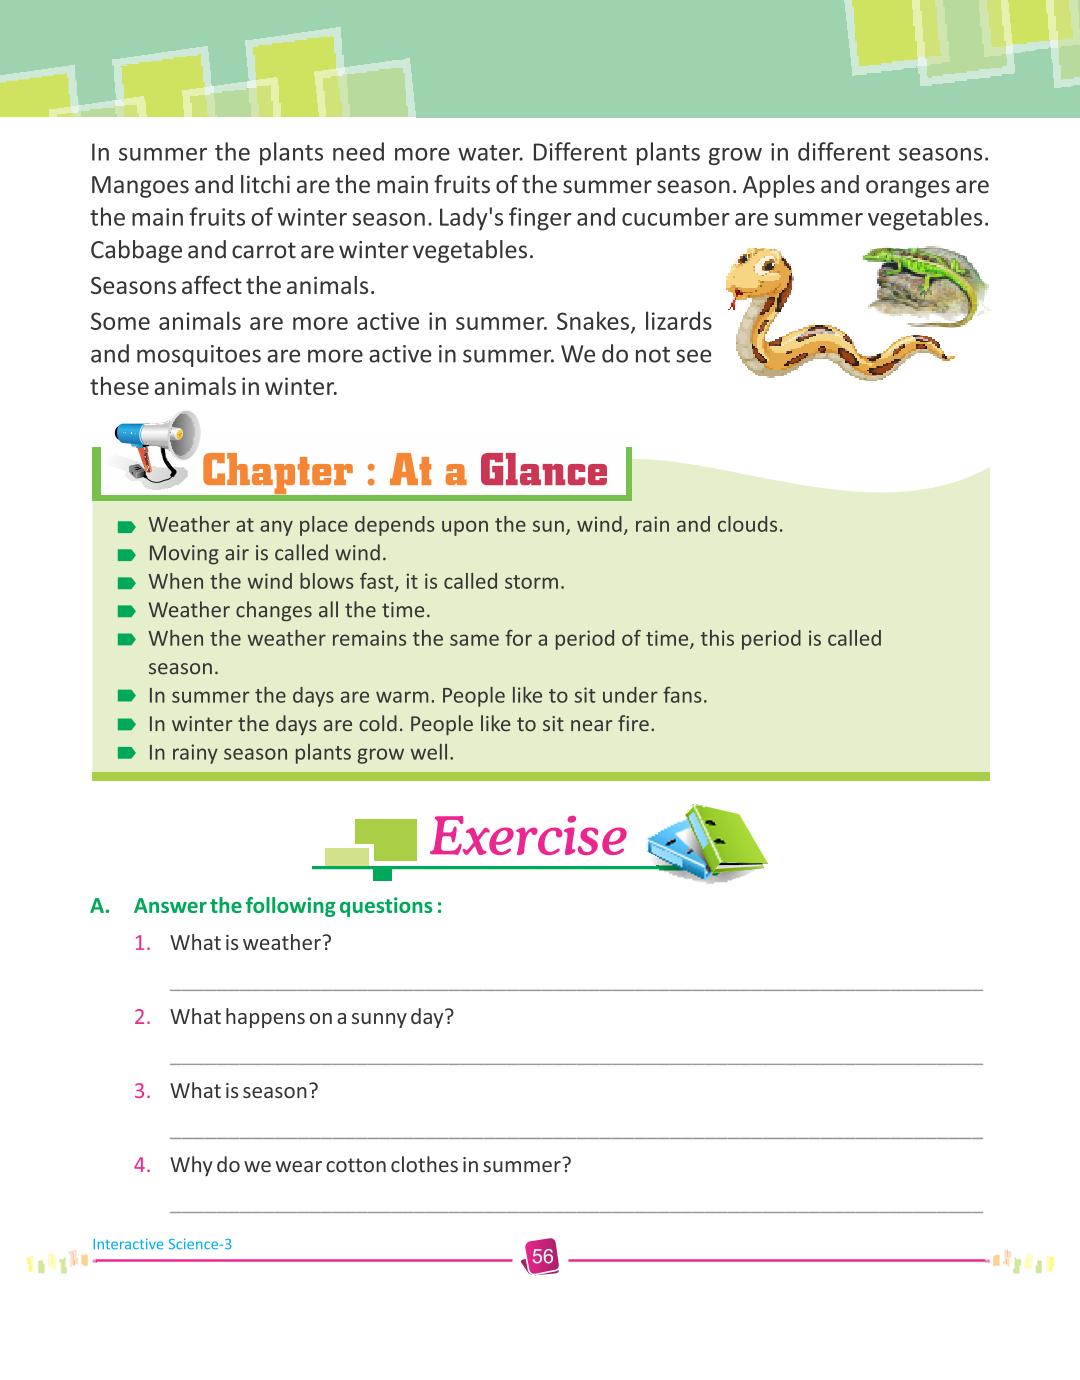 In summer the plants need more water. Different plants grow in different seasons.
Mangoes and litchi are the main fruits of the summer season. Apples and oranges are
the main fruits of winter season. Lady's finger and cucumber are summer vegetables.
Cabbage and carrot are winter vegetables.
Seasons affect the animals.
Some animals are more active in summer. Snakes, lizards
and mosquitoes are more active in summer. We do not see
these animals in winter.
Chapter : At a Glance
Weather at any place depends upon the sun, wind, rain and clouds.
Moving air is called wind.
When the wind blows fast, it is called storm.
Weather changes all the time.
When the weather remains the same for a period of time, this period is called
season.
In summer the days are warm. People like to sit under fans.
In winter the days are cold. People like to sit near fire.
In rainy season plants grow well.
Exercise
A. Answer the following questions :
1. What is weather?
2. What happens on a sunny day?
3. What is season?
4. Why do we wear cotton clothes in summer?
Interactive Science-3
56